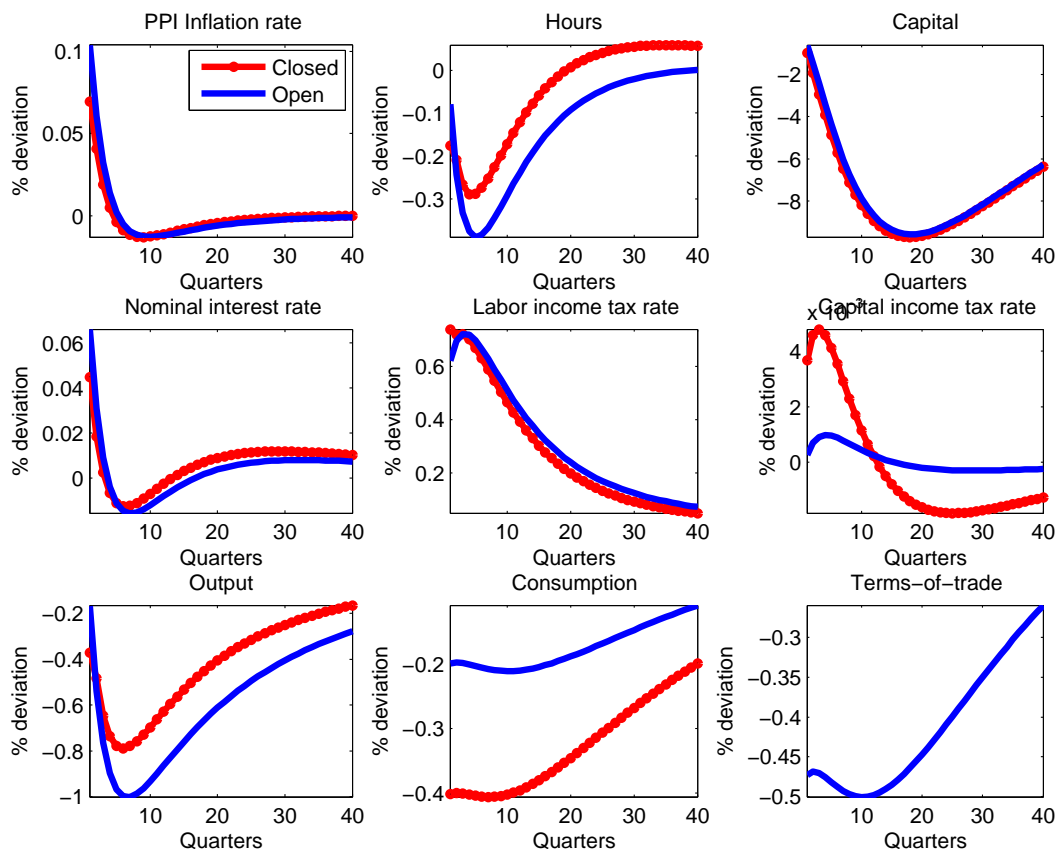 PPI Inflation rate
0.1
0.05
0
% deviation
10 20 30 40
Quarters
Closed
Open
Hours
0
−0.1
−0.2
−0.3
% deviation
10 20 30 40
Quarters
Capital
−2
−4
−6
−8
% deviation
10 20 30 40
Quarters
Nominal interest rate
0.06
0.04
0.02
0
% deviation
10 20 30 40
Quarters
Labor income tax rate
0.6
0.4
0.2
% deviation
10 20 30 40
Quarters
Capital income tax rate
x 10−3
4
2
0
% deviation
10 20 30 40
Quarters
Output
−0.2
−0.4
−0.6
−0.8
−1
% deviation
10 20 30 40
Quarters
Consumption
−0.2
−0.3
−0.4
% deviation
10 20 30 40
Quarters
Terms−of−trade
−0.3
−0.35
−0.4
−0.45
−0.5
% deviation
10 20 30 40
Quarters